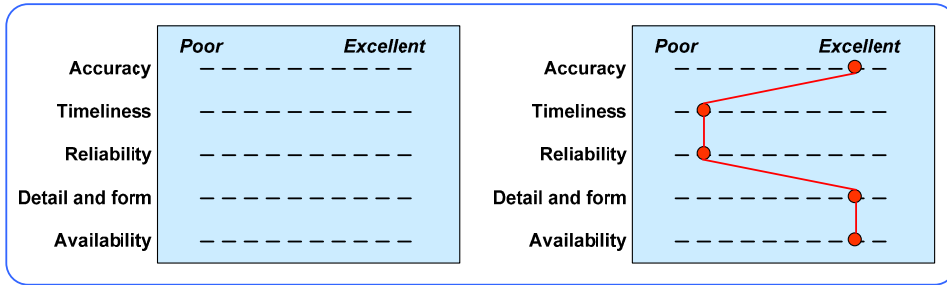 Poor Excellent
Accuracy
Timeliness
Reliability
Detail and form
Availability
Poor Excellent
Accuracy
Timeliness
Reliability
Detail and form
Availability